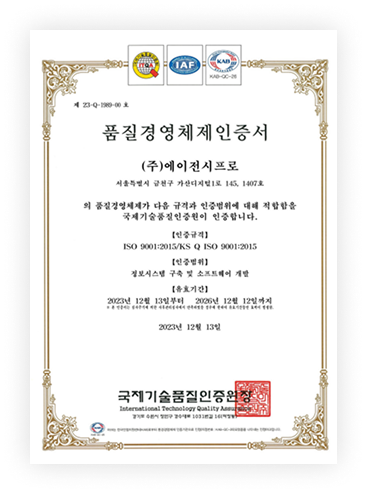 IAF
KAB
KAB-QC-26
제 23-Q-1989-00 호
품질경영체제인증서
(주)에이전시프로
서울특별시 금천구 가산디지털1로 145, 1407호
의 품질경영체제가 다음 규격과 인증범위에 대해 적합함을
국제기술품질인증원이 인증합니다.
【인증규격】
ISO 9001:2015/KS Q ISO 9001:2015
【인증범위】
정보시스템 구축 및 소프트웨어 개발
【유효기간】
2023년 12월 13일부터 2026년 12월 12일까지
2023년 12월 13일
국제기술품질인증원장
International Technology Quality Assurance